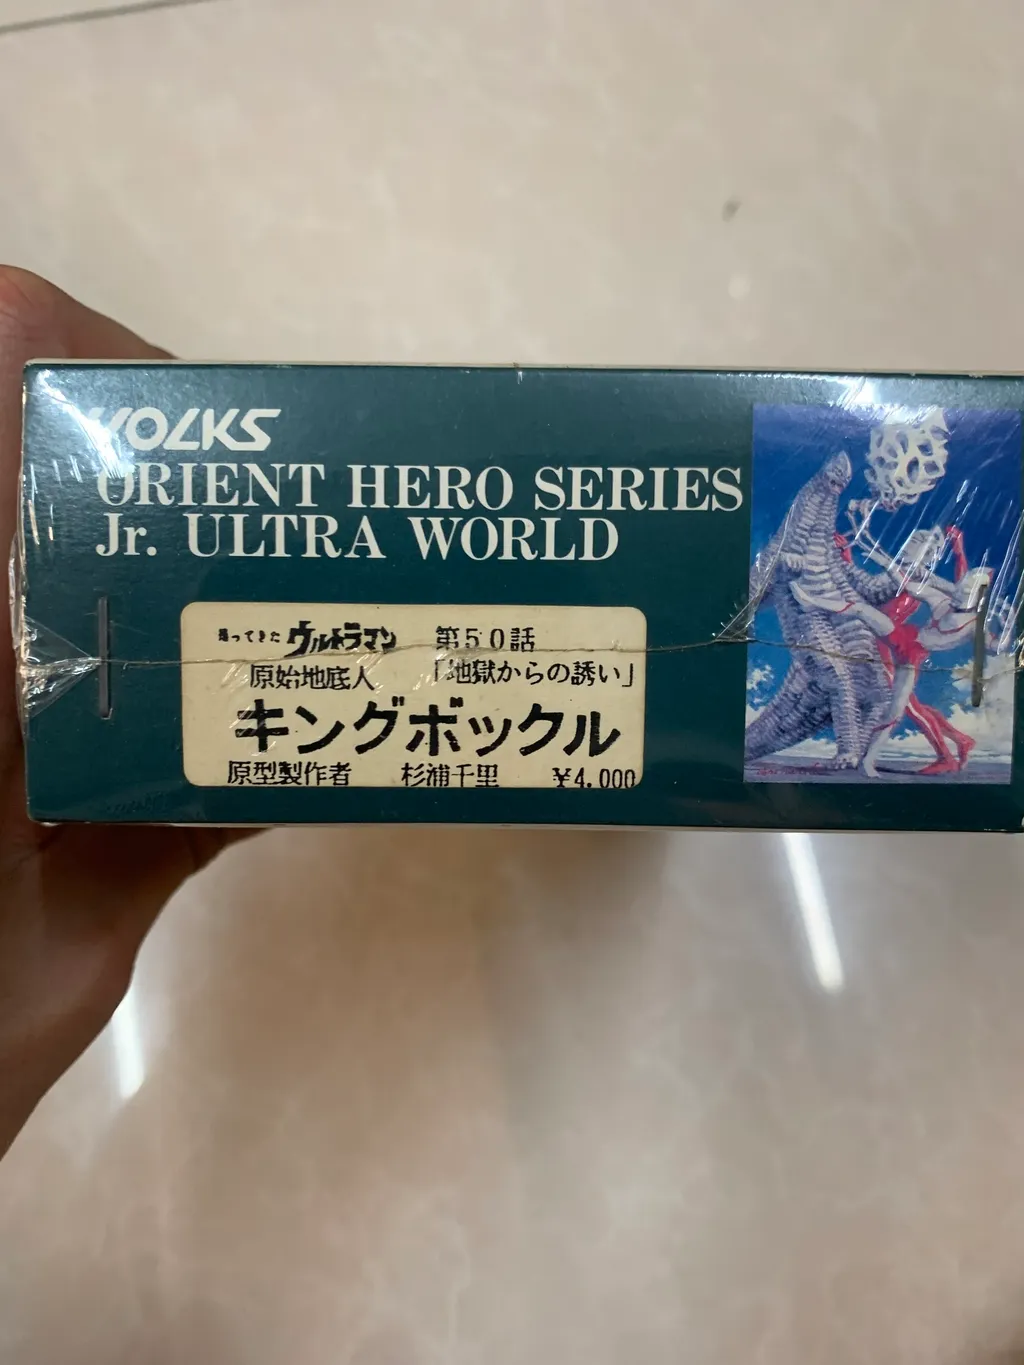 VOLKS
ORIENT HERO SERIES
Jr. ULTRA WORLD
帰ってきた ウルトラマン 第50話
原始地底人 「地獄からの誘い」
キングボックル
原型製作者 杉浦千里 ¥4,000